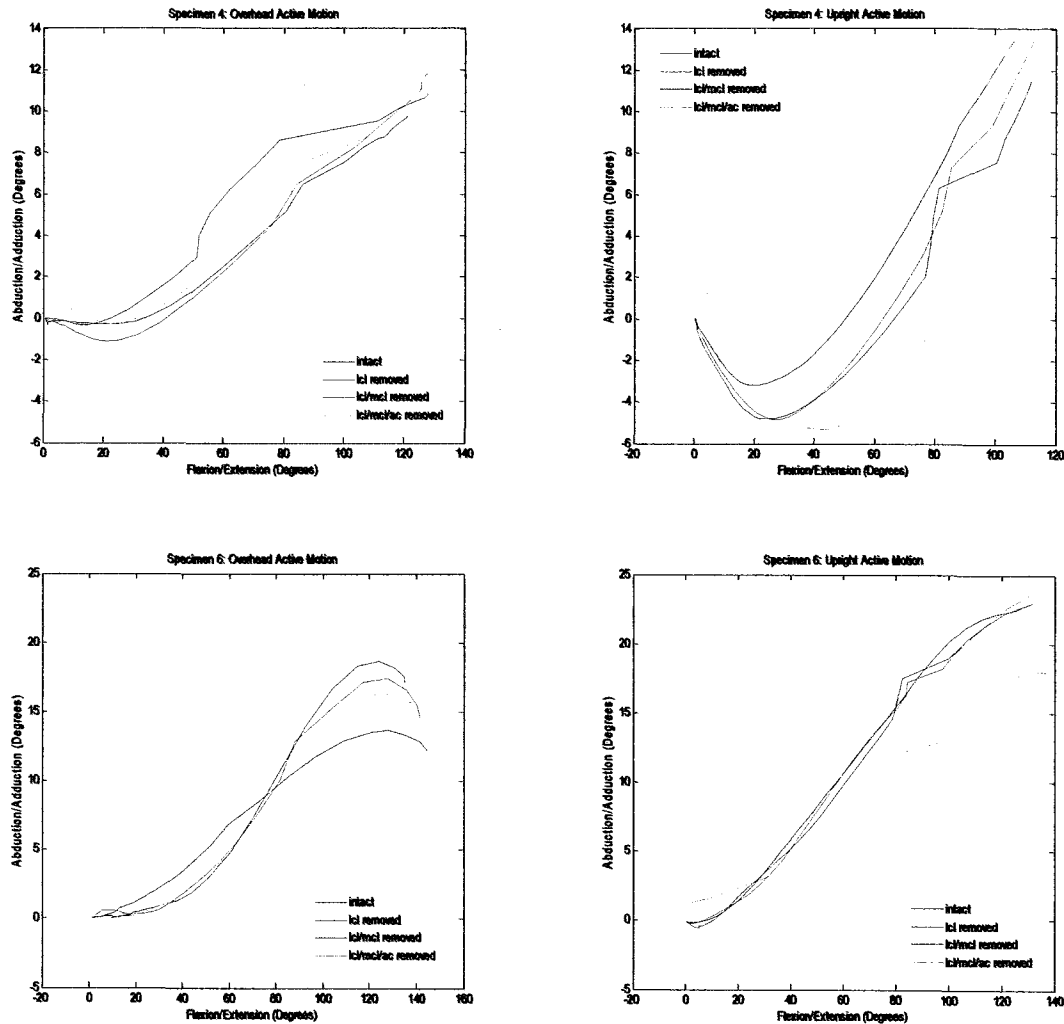 Specimen 4: Overhead Active Motion
14
12
10
8
6
4
2
0
-2
-4
-6
Abduction/Adduction (Degrees)
intact
lcl removed
lcl/mcl removed
lcl/mcl/ac removed
0 20 40 60 80 100 120 140
Flexion/Extension (Degrees)
Specimen 4: Upright Active Motion
14
12
10
8
6
4
2
0
-2
-4
-6
Abduction/Adduction (Degrees)
intact
lcl removed
lcl/mcl removed
lcl/mcl/ac removed
-20 0 20 40 60 80 100 120
Flexion/Extension (Degrees)
Specimen 6: Overhead Active Motion
25
20
15
10
5
0
-5
Abduction/Adduction (Degrees)
intact
lcl removed
lcl/mcl removed
lcl/mcl/ac removed
-20 0 20 40 60 80 100 120 140 160
Flexion/Extension (Degrees)
Specimen 6: Upright Active Motion
25
20
15
10
5
0
-5
Abduction/Adduction (Degrees)
intact
lcl removed
lcl/mcl removed
lcl/mcl/ac removed
-20 0 20 40 60 80 100 120 140
Flexion/Extension (Degrees)